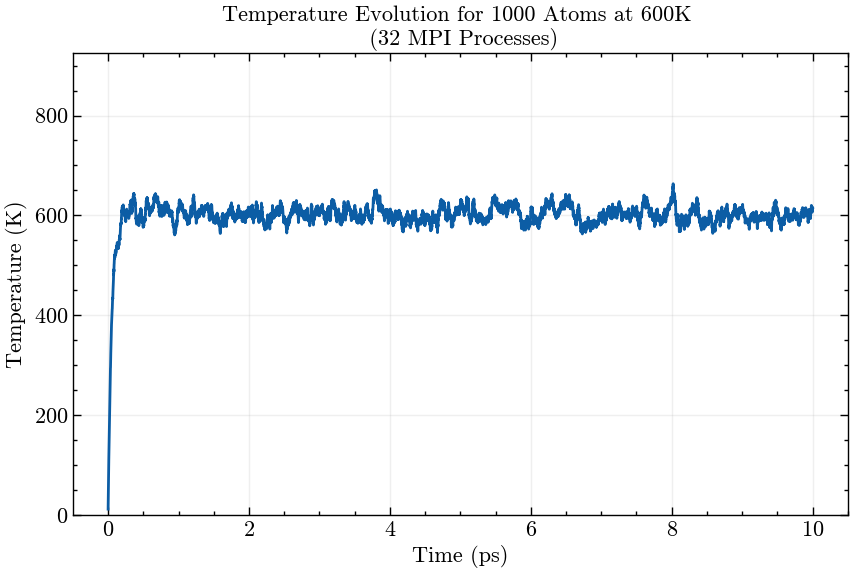 Temperature Evolution for 1000 Atoms at 600K
(32 MPI Processes)
Temperature (K)
800
600
400
200
0
0 2 4 6 8 10
Time (ps)